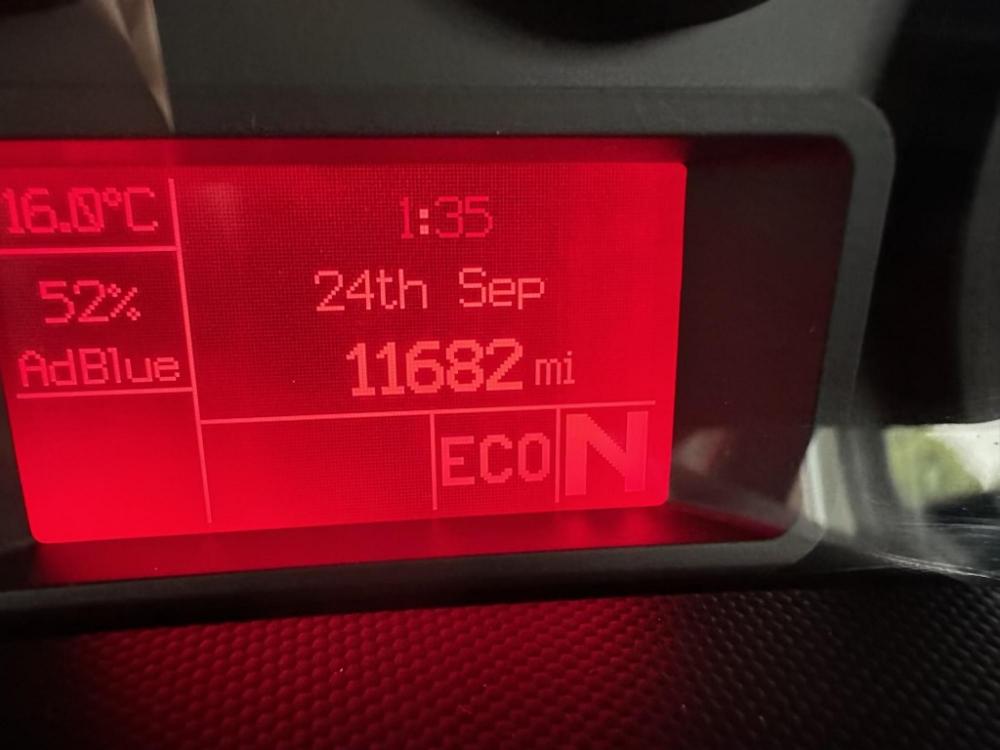 16.0°C
1:35
24th Sep
52%
AdBlue
11682 mi
ECO N